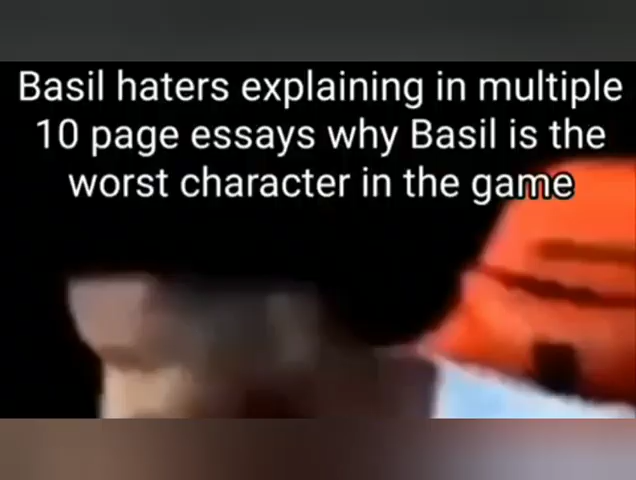 Basil haters explaining in multiple
10 page essays why Basil is the
worst character in the game